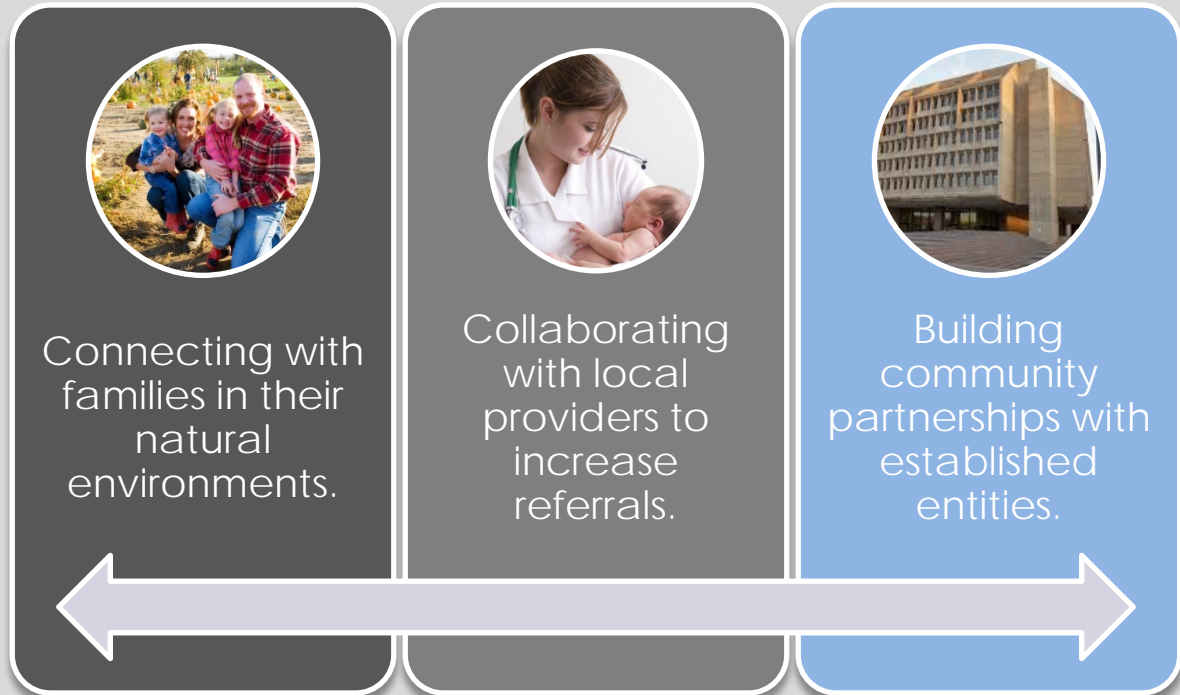 Connecting with
families in their
natural
environments.
Collaborating
with local
providers to
increase
referrals.
Building
community
partnerships with
established
entities.